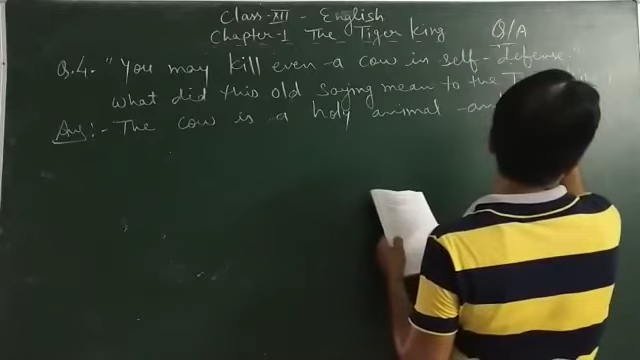 Class-XII - English
Chapter-1 The Tiger King Q/A
Q.4. "You may kill even a cow in self-defense."
what did this old saying mean to the
Ans:- The cow is a holy animal